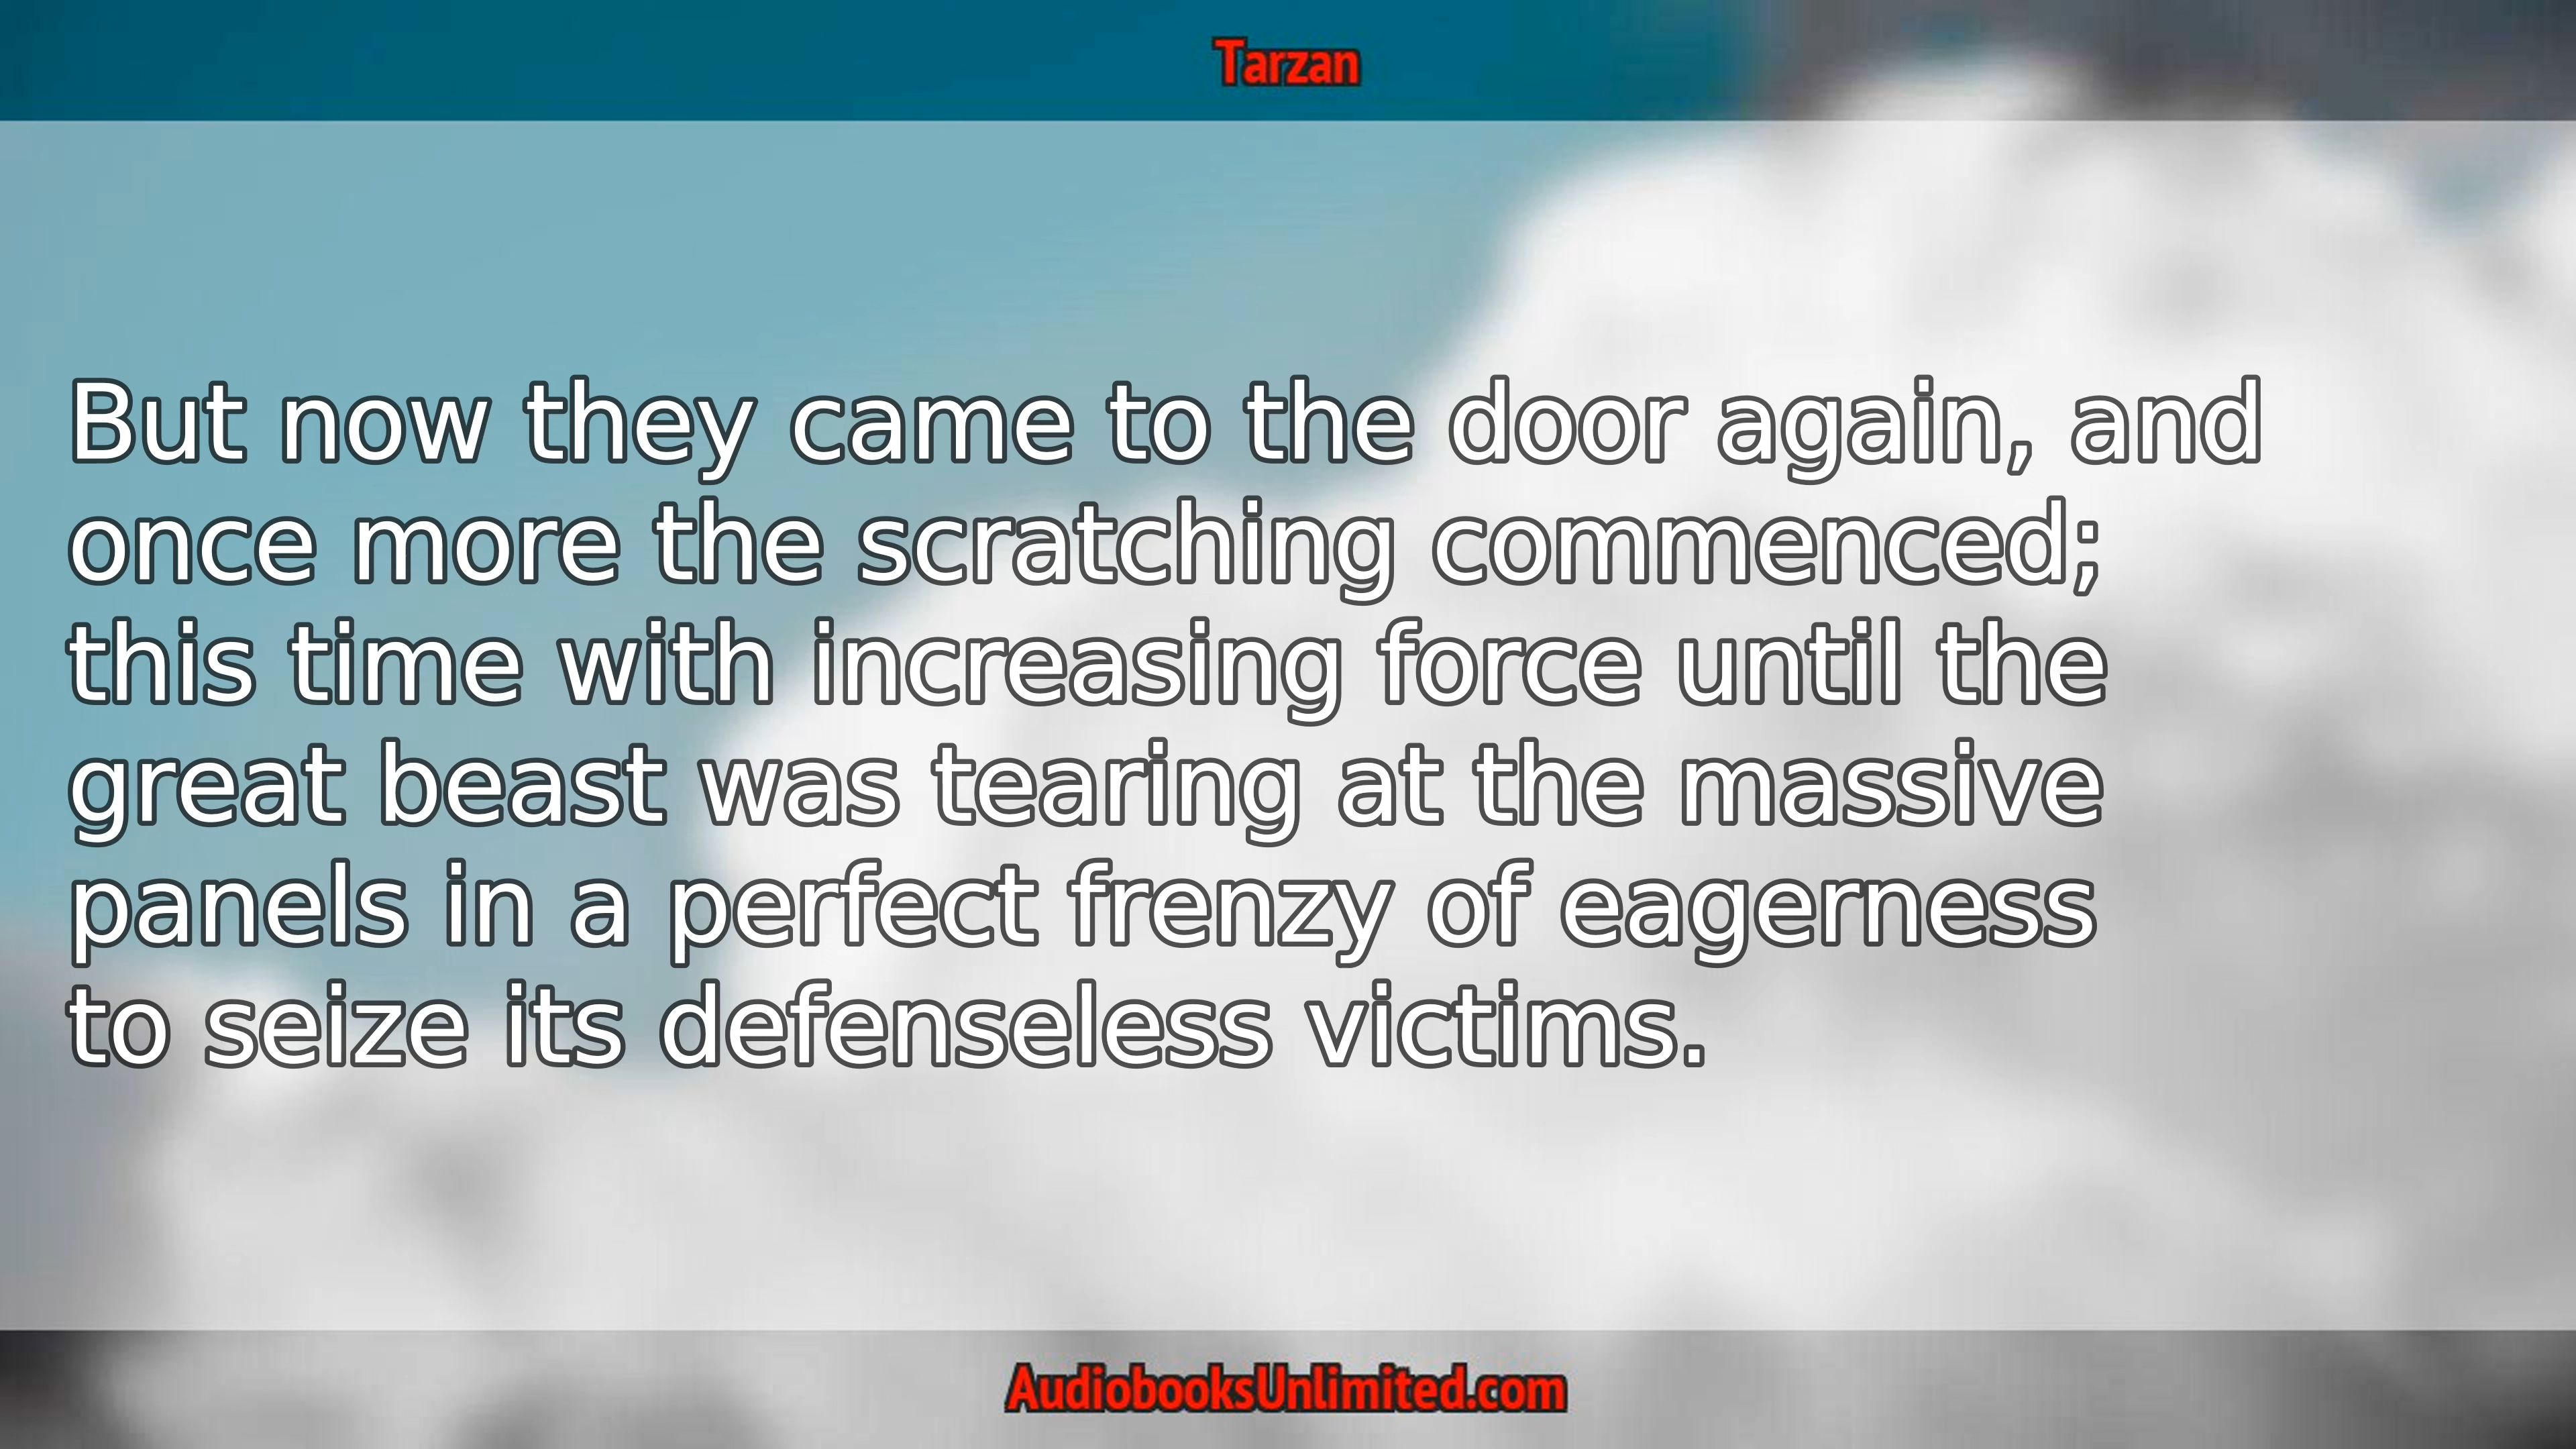 Tarzan
But now they came to the door again, and
once more the scratching commenced;
this time with increasing force until the
great beast was tearing at the massive
panels in a perfect frenzy of eagerness
to seize its defenseless victims.
AudiobooksUnlimited.com